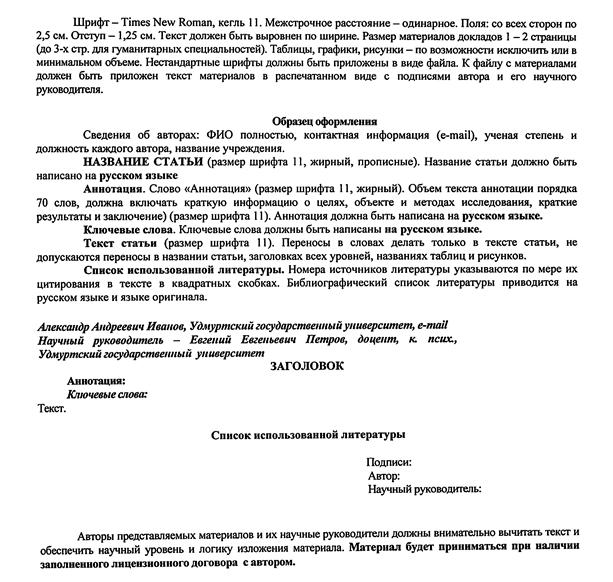 Шрифт – Times New Roman, кегль 11. Межстрочное расстояние – одинарное. Поля: со всех сторон по
2,5 см. Отступ – 1,25 см. Текст должен быть выровнен по ширине. Размер материалов докладов 1 – 2 страницы
(до 3-х стр. для гуманитарных специальностей). Таблицы, графики, рисунки – по возможности исключить или в
минимальном объеме. Нестандартные шрифты должны быть приложены в виде файла. К файлу с материалами
должен быть приложен текст материалов в распечатанном виде с подписями автора и его научного
руководителя.
Образец оформления
Сведения об авторах: ФИО полностью, контактная информация (e-mail), ученая степень и
должность каждого автора, название учреждения.
НАЗВАНИЕ СТАТЬИ (размер шрифта 11, жирный, прописные). Название статьи должно быть
написано на русском языке
Аннотация. Слово «Аннотация» (размер шрифта 11, жирный). Объем текста аннотации порядка
70 слов, должна включать краткую информацию о целях, объекте и методах исследования, краткие
результаты и заключение) (размер шрифта 11). Аннотация должна быть написана на русском языке.
Ключевые слова. Ключевые слова должны быть написаны на русском языке.
Текст статьи (размер шрифта 11). Переносы в словах делать только в тексте статьи, не
допускаются переносы в названии статьи, заголовках всех уровней, названиях таблиц и рисунков.
Список использованной литературы. Номера источников литературы указываются по мере их
цитирования в тексте в квадратных скобках. Библиографический список литературы приводится на
русском языке и языке оригинала.
Александр Андреевич Иванов, Удмуртский государственный университет, e-mail
Научный руководитель – Евгений Евгеньевич Петров, доцент, к. псих.,
Удмуртский государственный университет
ЗАГОЛОВОК
Аннотация:
Ключевые слова:
Текст.
Список использованной литературы
Подписи:
Автор:
Научный руководитель:
Авторы представляемых материалов и их научные руководители должны внимательно вычитать текст и
обеспечить научный уровень и логику изложения материала. Материал будет приниматься при наличии
заполненного лицензионного договора с автором.